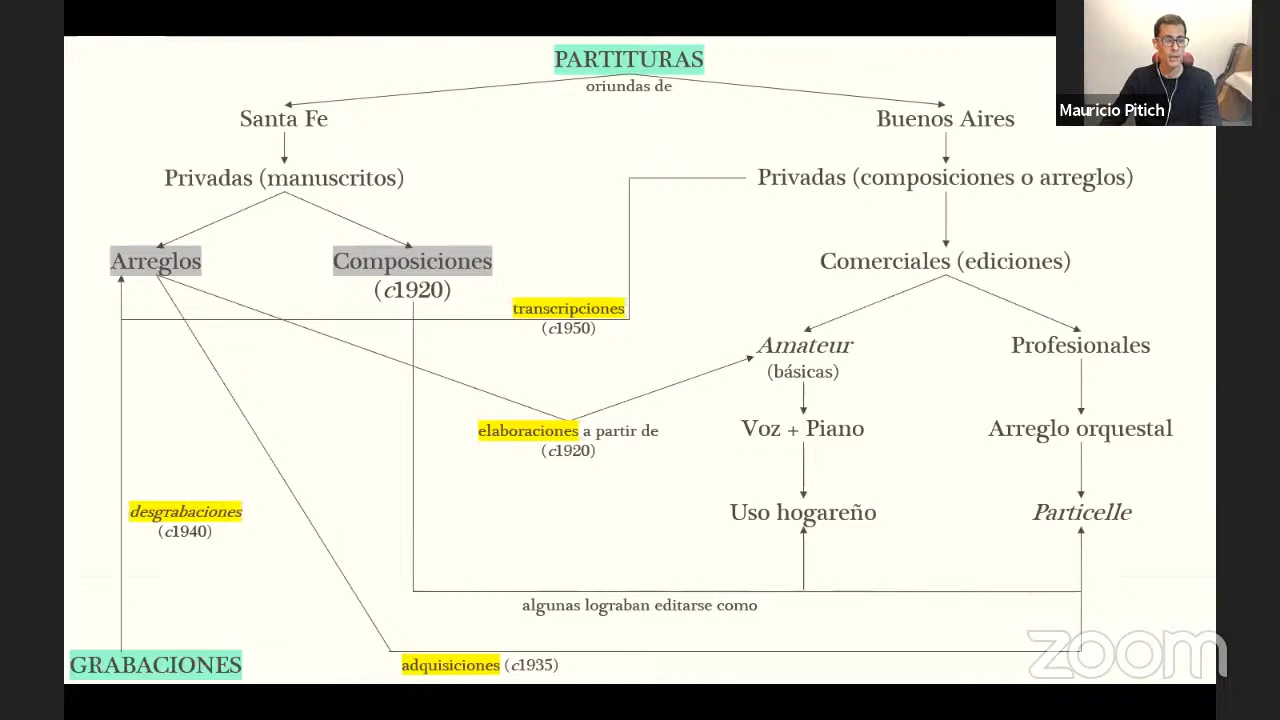 PARTITURAS
oriundas de
Santa Fe
Buenos Aires
Mauricio Pitich
Privadas (manuscritos)
Privadas (composiciones o arreglos)
Arreglos
Composiciones
(c1920)
Comerciales (ediciones)
transcripciones
(c1950)
Amateur
(básicas)
Profesionales
elaboraciones a partir de
(c1920)
Voz + Piano
Arreglo orquestal
desgrabaciones
(c1940)
Uso hogareño
Particelle
algunas lograban editarse como
GRABACIONES
adquisiciones (c1935)
zoom